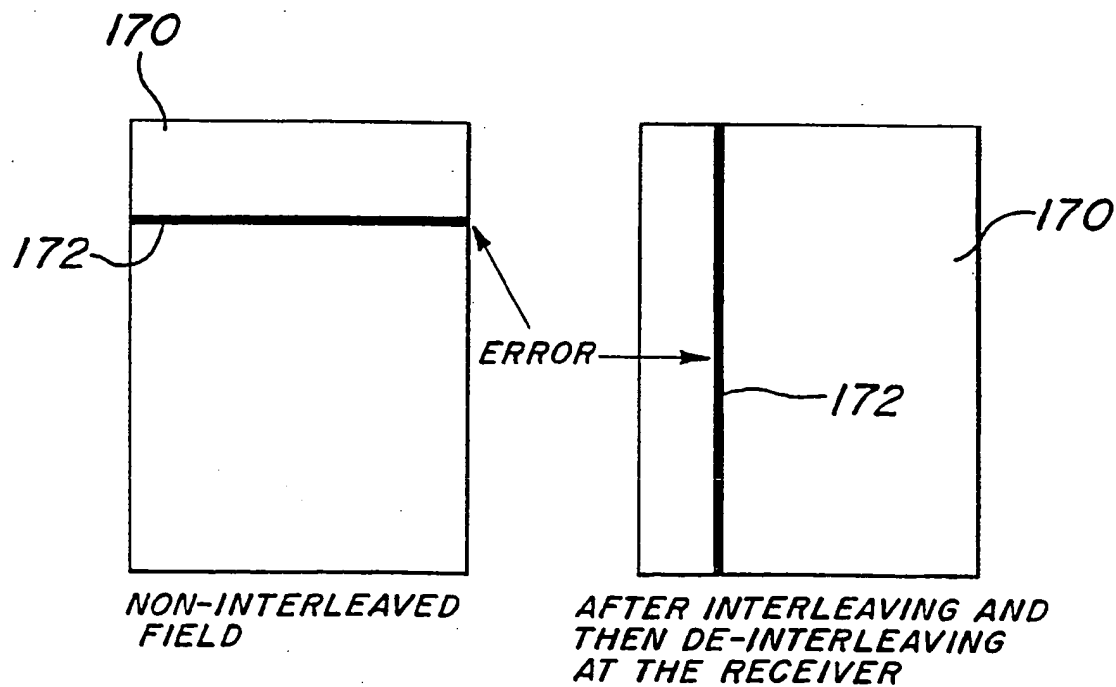 170
172
ERROR
170
172
NON-INTERLEAVED
FIELD
AFTER INTERLEAVING AND
THEN DE-INTERLEAVING
AT THE RECEIVER